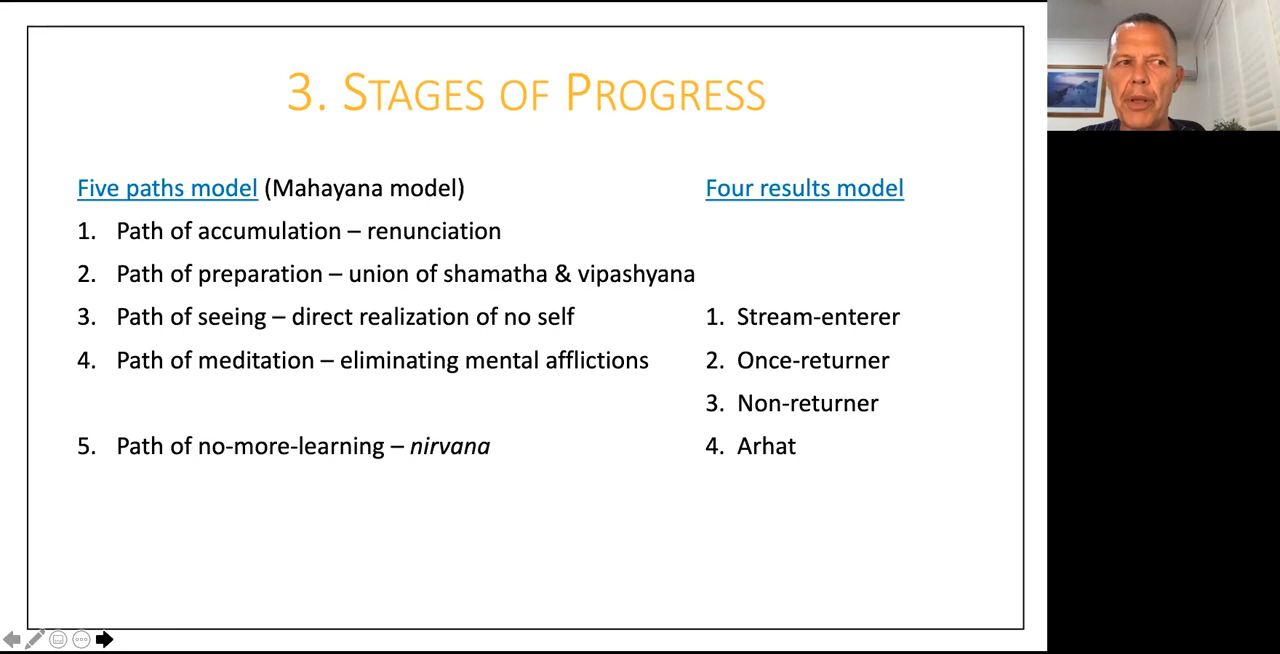 3. STAGES OF PROGRESS
Five paths model (Mahayana model)
Four results model
1. Path of accumulation – renunciation
2. Path of preparation – union of shamatha & vipashyana
3. Path of seeing – direct realization of no self
1. Stream-enterer
4. Path of meditation – eliminating mental afflictions
2. Once-returner
3. Non-returner
5. Path of no-more-learning – nirvana
4. Arhat